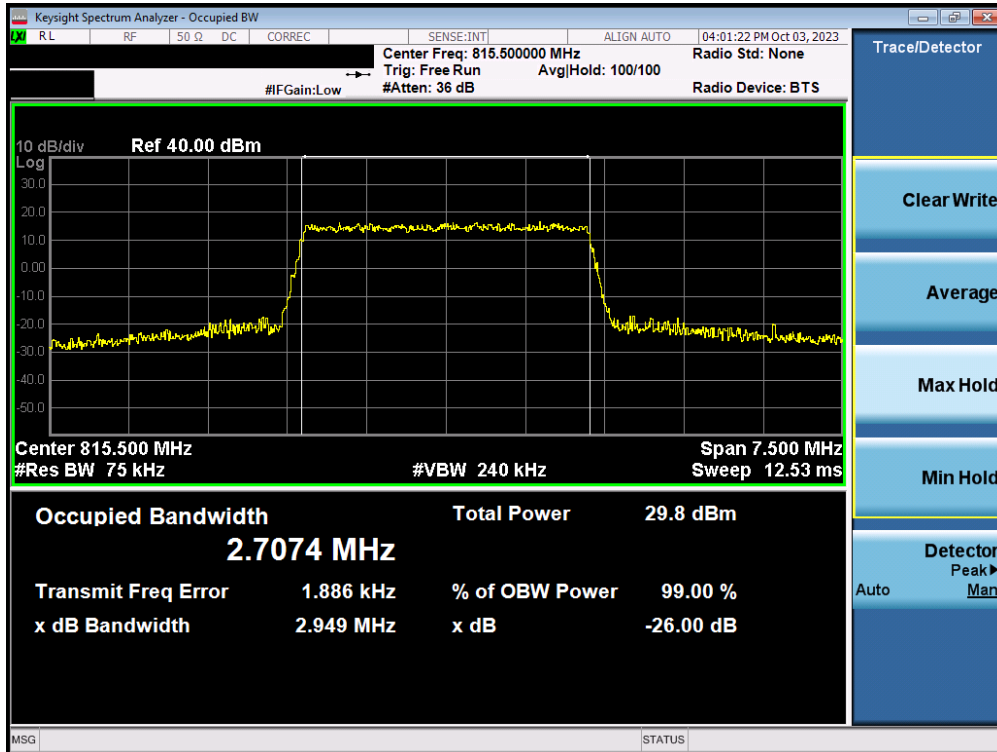 Keysight Spectrum Analyzer - Occupied BW
LXI RL RF 50 Ω DC CORREC SENSE:INT ALIGN AUTO 04:01:22 PM Oct 03, 2023
Center Freq: 815.500000 MHz Radio Std: None
Trig: Free Run Avg|Hold: 100/100
#IFGain:Low #Atten: 36 dB Radio Device: BTS
Trace/Detector
10 dB/div Ref 40.00 dBm
Log
30.0
20.0
10.0
0.00
-10.0
-20.0
-30.0
-40.0
-50.0
Center 815.500 MHz Span 7.500 MHz
#Res BW 75 kHz #VBW 240 kHz Sweep 12.53 ms
Occupied Bandwidth Total Power 29.8 dBm
2.7074 MHz
Transmit Freq Error 1.886 kHz % of OBW Power 99.00 %
x dB Bandwidth 2.949 MHz x dB -26.00 dB
Clear Write
Average
Max Hold
Min Hold
Detector
Peak▶
Auto Man
MSG STATUS